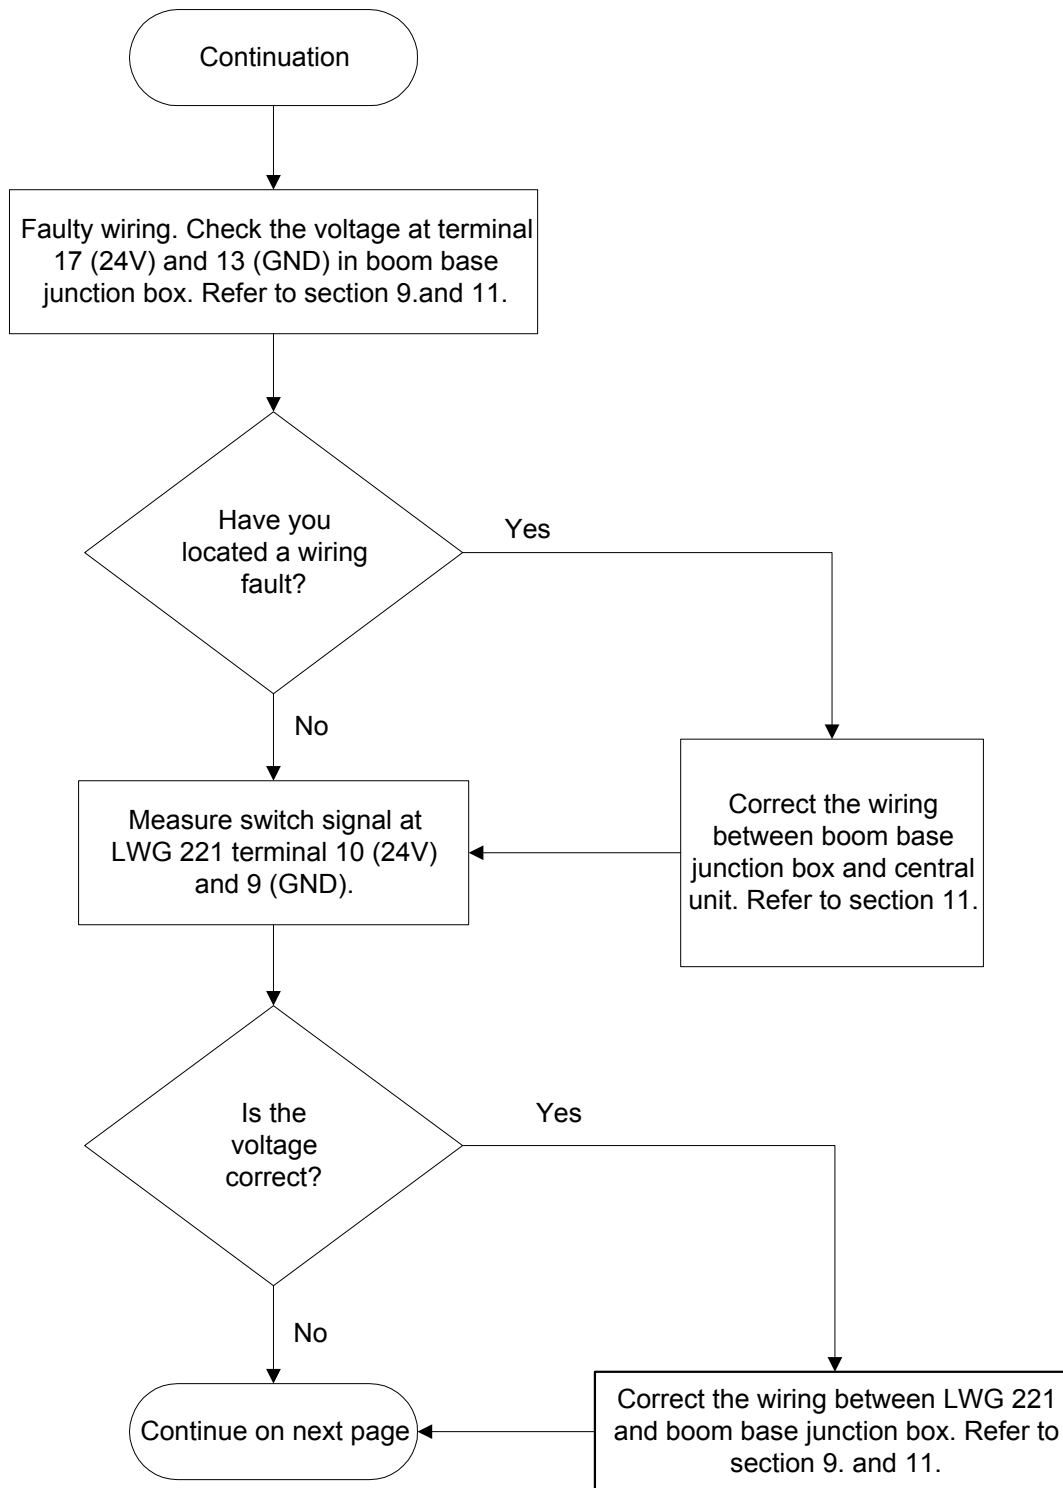 Continuation
Faulty wiring. Check the voltage at terminal
17 (24V) and 13 (GND) in boom base
junction box. Refer to section 9.and 11.
Have you
located a wiring
fault?
Yes
No
Measure switch signal at
LWG 221 terminal 10 (24V)
and 9 (GND).
Correct the wiring
between boom base
junction box and central
unit. Refer to section 11.
Is the
voltage
correct?
Yes
No
Continue on next page
Correct the wiring between LWG 221
and boom base junction box. Refer to
section 9. and 11.